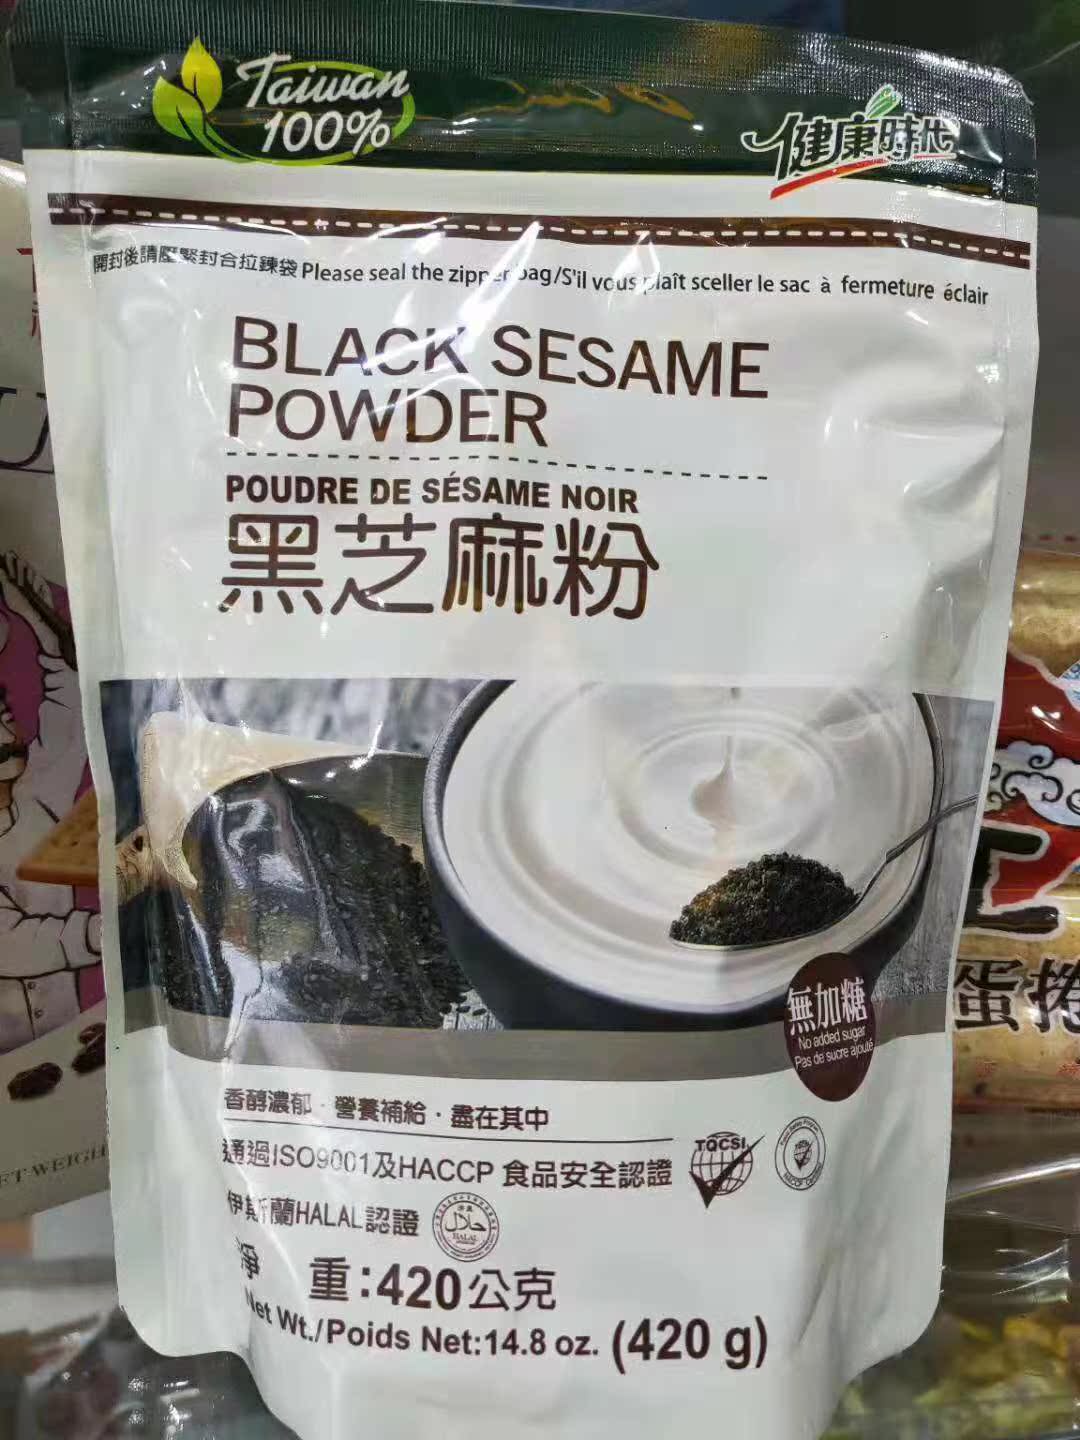 Taiwan
100%
健康時代
開封後請壓緊封合拉鍊袋 Please seal the zipper bag/S'il vous plaît sceller le sac à fermeture éclair
BLACK SESAME
POWDER
POUDRE DE SÉSAME NOIR
黑芝麻粉
無加糖
No added sugar
Pas de sucre ajouté
香醇濃郁・營養補給・盡在其中
通過ISO9001及HACCP 食品安全認證
TQCSI
HACCP
伊斯蘭HALAL認證
حلال
HALAL
淨 重:420公克
Net Wt./Poids Net:14.8 oz. (420 g)
蛋捲